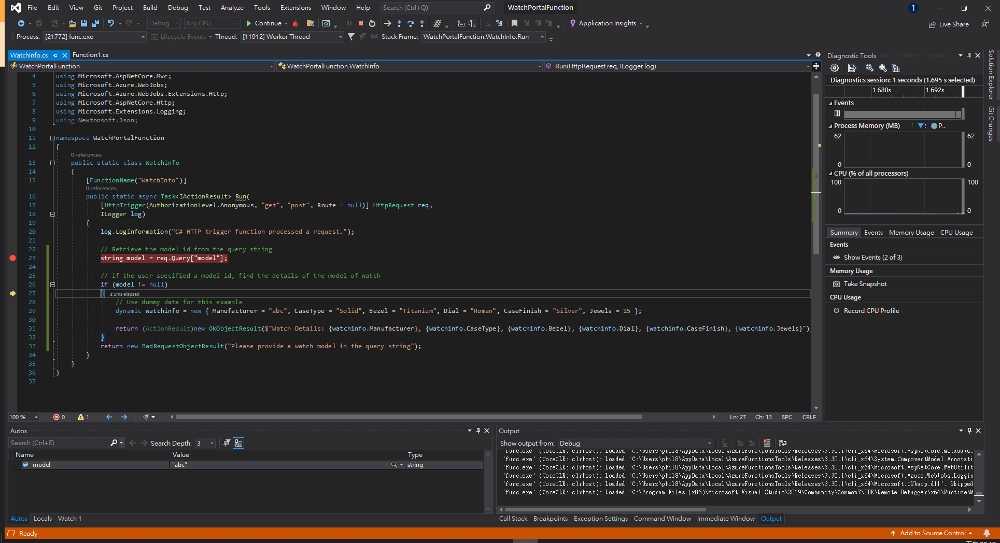 File Edit View Git Project Build Debug Test Analyze Tools Extensions Window Help Search (Ctrl+Q) WatchPortalFunction 1
Debug Any CPU Continue Application Insights Live Share
Process: [21772] func.exe Lifecycle Events Thread: [11912] Worker Thread Stack Frame: WatchPortalFunction.WatchInfo.Run
WatchInfo.cs Function1.cs
WatchPortalFunction WatchPortalFunction.WatchInfo Run(HttpRequest req, ILogger log)
4 using Microsoft.AspNetCore.Mvc;
5 using Microsoft.Azure.WebJobs;
6 using Microsoft.Azure.WebJobs.Extensions.Http;
7 using Microsoft.AspNetCore.Http;
8 using Microsoft.Extensions.Logging;
9 using Newtonsoft.Json;
10
11 namespace WatchPortalFunction
12 {
0 references
13 public static class WatchInfo
14 {
15 [FunctionName("WatchInfo")]
0 references
16 public static async Task<IActionResult> Run(
17 [HttpTrigger(AuthorizationLevel.Anonymous, "get", "post", Route = null)] HttpRequest req,
18 ILogger log)
19 {
20 log.LogInformation("C# HTTP trigger function processed a request.");
21
22 // Retrieve the model id from the query string
23 string model = req.Query["model"];
24
25 // If the user specified a model id, find the details of the model of watch
26 if (model != null)
27 { ≤ 1ms elapsed
28 // Use dummy data for this example
29 dynamic watchinfo = new { Manufacturer = "abc", CaseType = "Solid", Bezel = "Titanium", Dial = "Roman", CaseFinish = "Silver", Jewels = 15 };
30
31 return (ActionResult)new OkObjectResult($"Watch Details: {watchinfo.Manufacturer}, {watchinfo.CaseType}, {watchinfo.Bezel}, {watchinfo.Dial}, {watchinfo.CaseFinish}, {watchinfo.Jewels}");
32 }
33 return new BadRequestObjectResult("Please provide a watch model in the query string");
34 }
35 }
36 }
37
100 % 0 1 Ln: 27 Ch: 13 SPC CRLF
Diagnostic Tools
Diagnostics session: 1 seconds (1.695 s selected)
1.688s 1.692s
Events
Process Memory (MB) P...
62 62
0 0
CPU (% of all processors)
100 100
0 0
Summary Events Memory Usage CPU Usage
Events
Show Events (2 of 3)
Memory Usage
Take Snapshot
CPU Usage
Record CPU Profile
Solution Explorer
Git Changes
Autos
Search (Ctrl+E) Search Depth: 3
Name Value Type
model "abc" string
Autos Locals Watch 1
Output
Show output from: Debug
'func.exe' (CoreCLR: clrhost): Loaded 'C:\Users\phil8\AppData\Local\AzureFunctionsTools\Releases\3.30.1\cli_x64\Microsoft.AspNetCore.Metadata.
'func.exe' (CoreCLR: clrhost): Loaded 'C:\Users\phil8\AppData\Local\AzureFunctionsTools\Releases\3.30.1\cli_x64\System.ComponentModel.Annotati
'func.exe' (CoreCLR: clrhost): Loaded 'C:\Users\phil8\AppData\Local\AzureFunctionsTools\Releases\3.30.1\cli_x64\Microsoft.AspNetCore.WebUtilit
'func.exe' (CoreCLR: clrhost): Loaded 'C:\Users\phil8\AppData\Local\AzureFunctionsTools\Releases\3.30.1\cli_x64\Microsoft.Azure.WebJobs.Loggin
'func.exe' (CoreCLR: clrhost): Loaded 'C:\Users\phil8\AppData\Local\AzureFunctionsTools\Releases\3.30.1\cli_x64\Microsoft.CSharp.dll'. Skipped
'func.exe' (CoreCLR: clrhost): Loaded 'C:\Program Files (x86)\Microsoft Visual Studio\2019\Community\Common7\IDE\Remote Debugger\x64\Runtime\M
Call Stack Breakpoints Exception Settings Command Window Immediate Window Output
Ready Add to Source Control